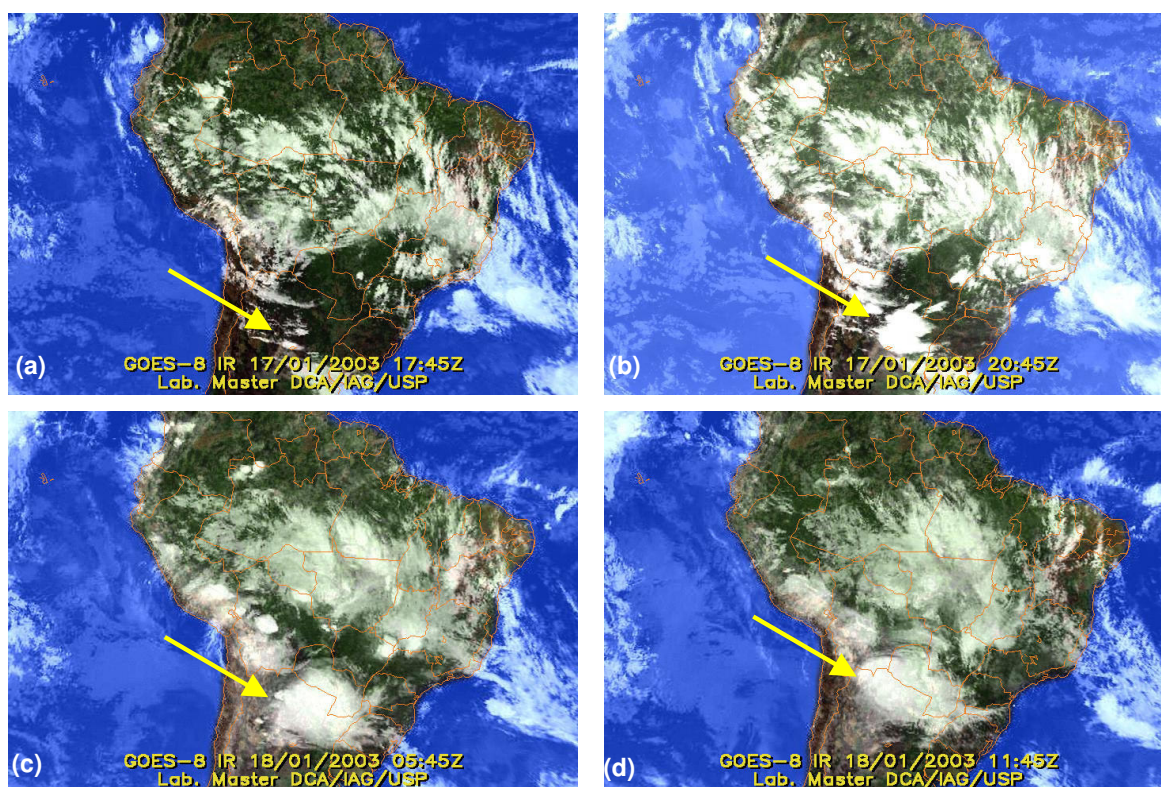 (a)
GOES-8 IR 17/01/2003 17:45Z
Lab. Master DCA/IAG/USP
(b)
GOES-8 IR 17/01/2003 20:45Z
Lab. Master DCA/IAG/USP
(c)
GOES-8 IR 18/01/2003 05:45Z
Lab. Master DCA/IAG/USP
(d)
GOES-8 IR 18/01/2003 11:45Z
Lab. Master DCA/IAG/USP